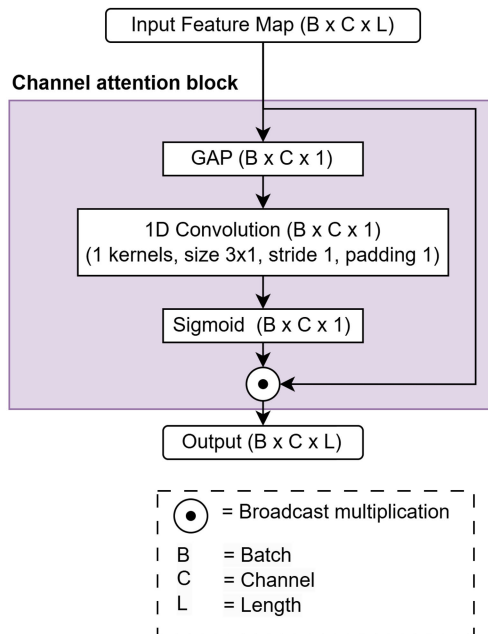 Input Feature Map (B x C x L)
Channel attention block
GAP (B x C x 1)
1D Convolution (B x C x 1)
(1 kernels, size 3x1, stride 1, padding 1)
Sigmoid (B x C x 1)
Output (B x C x L)
= Broadcast multiplication
B = Batch
C = Channel
L = Length